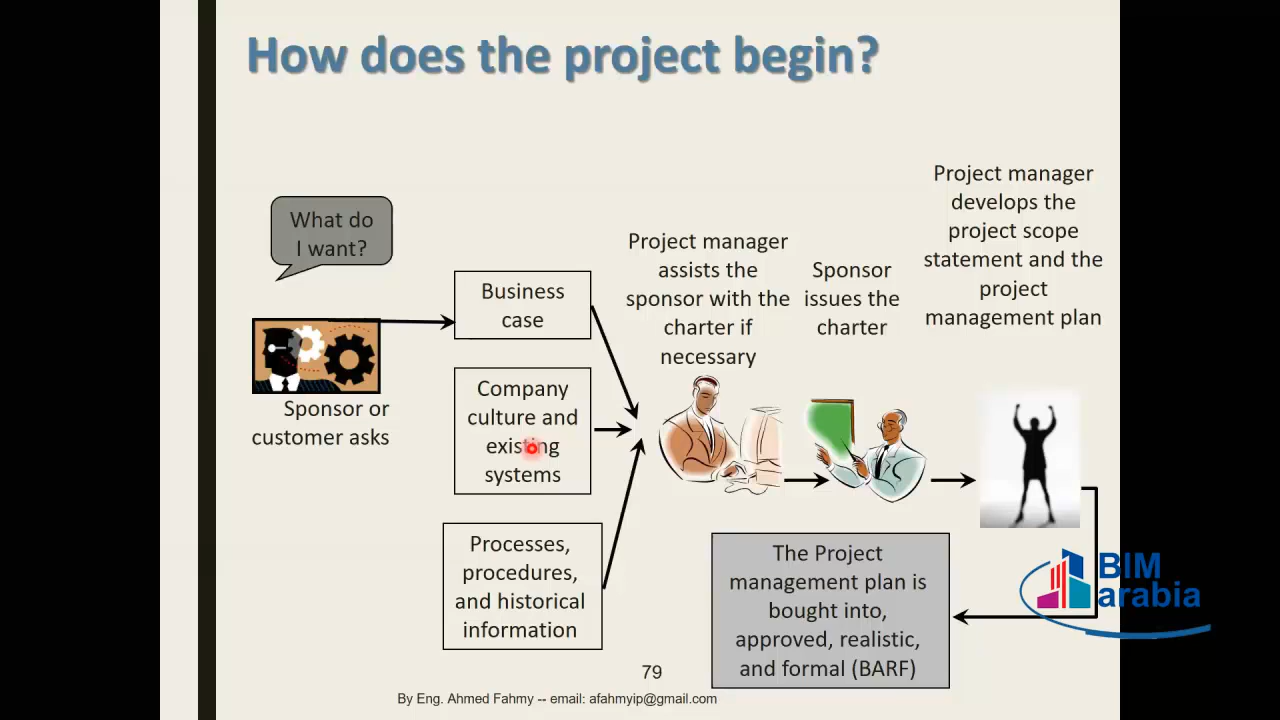 How does the project begin?
What do
I want?
Sponsor or
customer asks
Business
case
Company
culture and
existing
systems
Processes,
procedures,
and historical
information
Project manager
assists the
sponsor with the
charter if
necessary
Sponsor
issues the
charter
Project manager
develops the
project scope
statement and the
project
management plan
The Project
management plan is
bought into,
approved, realistic,
and formal (BARF)
BIM
arabia
79
By Eng. Ahmed Fahmy -- email: afahmyip@gmail.com